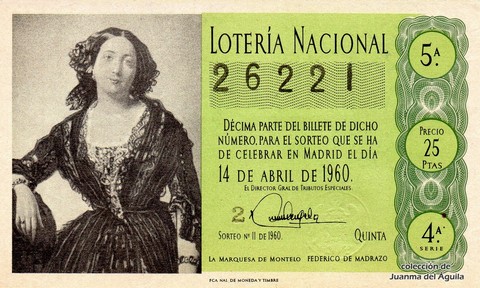 LOTERÍA NACIONAL
26221
5ª
DÉCIMA PARTE DEL BILLETE DE DICHO
NÚMERO, PARA EL SORTEO QUE SE HA
DE CELEBRAR EN MADRID EL DÍA
14 DE ABRIL DE 1960.
EL DIRECTOR GRAL DE TRIBUTOS ESPECIALES.
PRECIO
25
PTAS
2
SORTEO Nº 11 DE 1960
QUINTA
4.ª
SERIE
LA MARQUESA DE MONTELO FEDERICO DE MADRAZO
FCA. NAL. DE MONEDA Y TIMBRE
colección de
Juanma del Águila